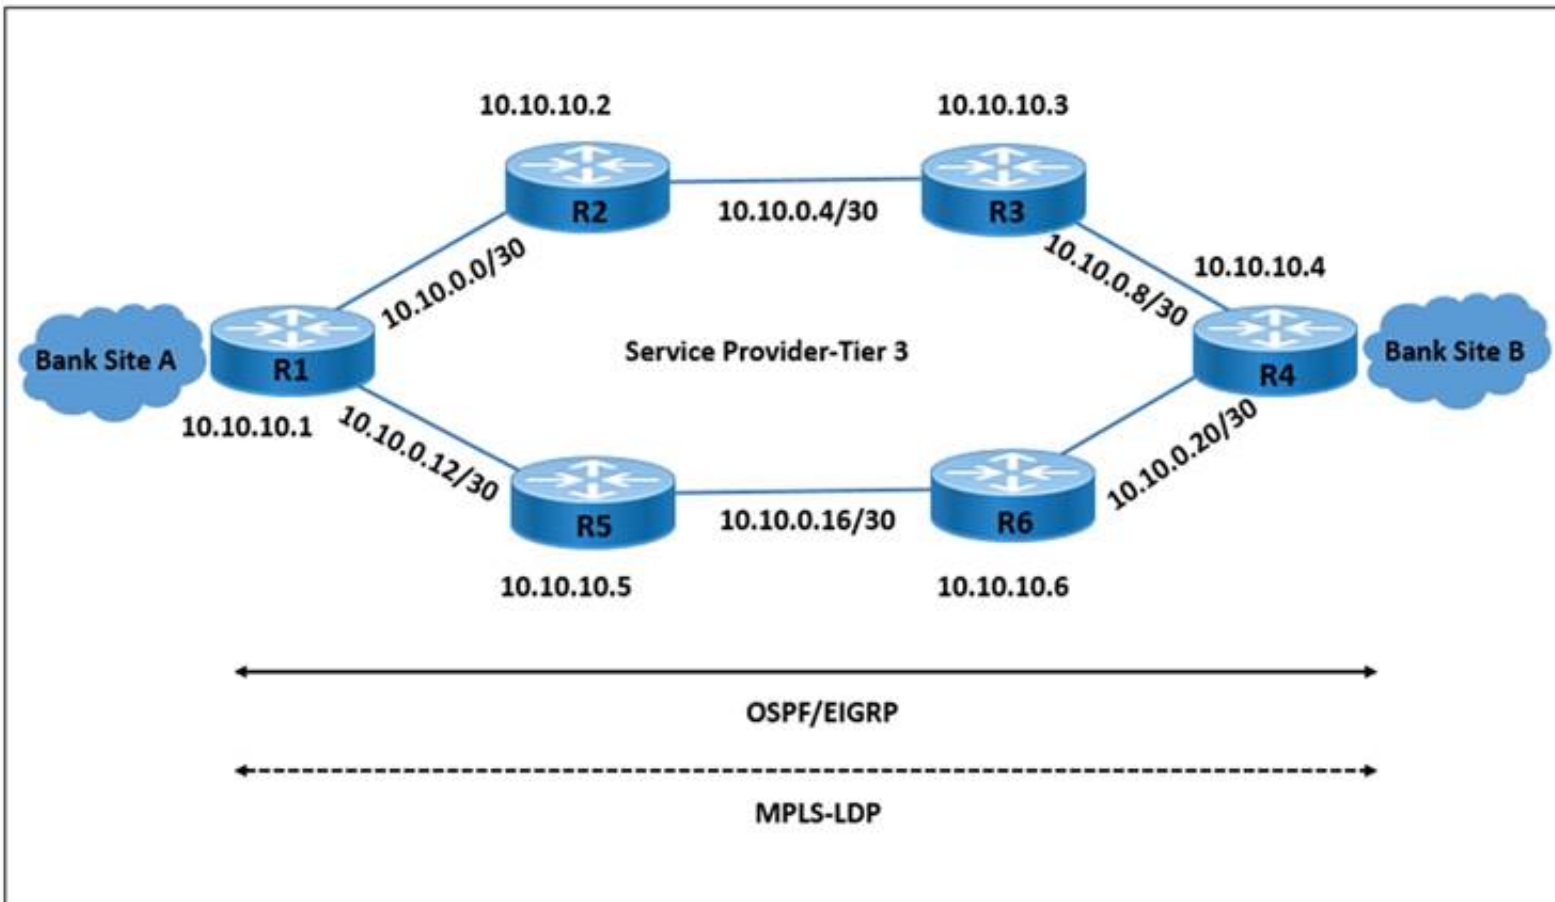 10.10.10.2
10.10.10.3
R2
10.10.0.4/30
R3
10.10.0.0/30
10.10.0.8/30
10.10.10.4
Bank Site A
R1
Service Provider-Tier 3
R4
Bank Site B
10.10.10.1
10.10.0.12/30
10.10.0.20/30
R5
10.10.0.16/30
R6
10.10.10.5
10.10.10.6
OSPF/EIGRP
MPLS-LDP